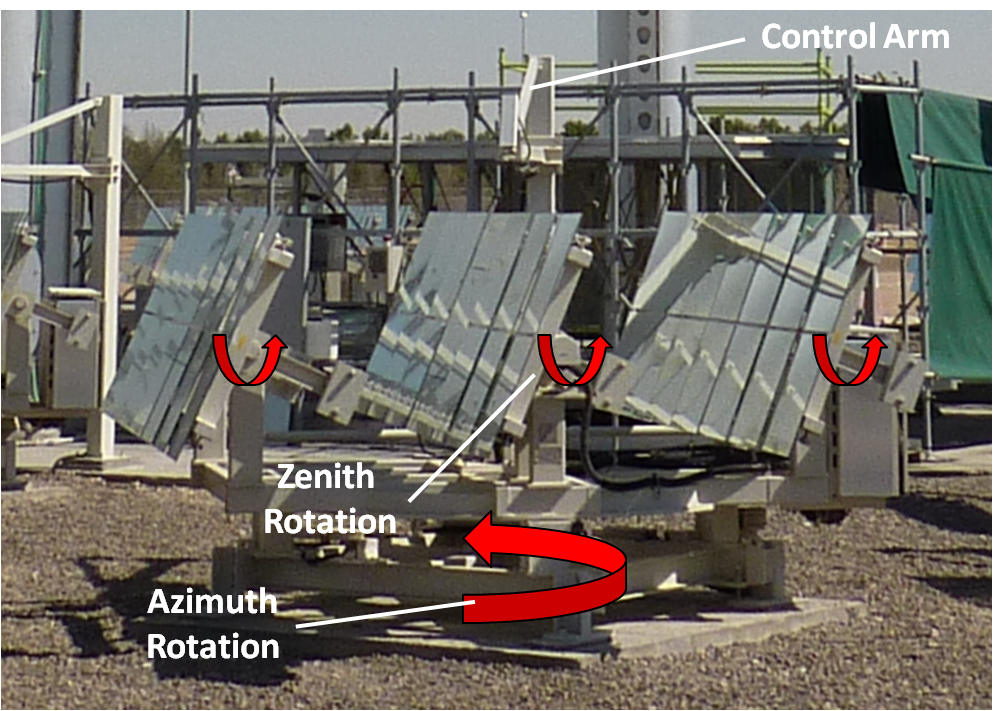 Control Arm
Zenith
Rotation
Azimuth
Rotation